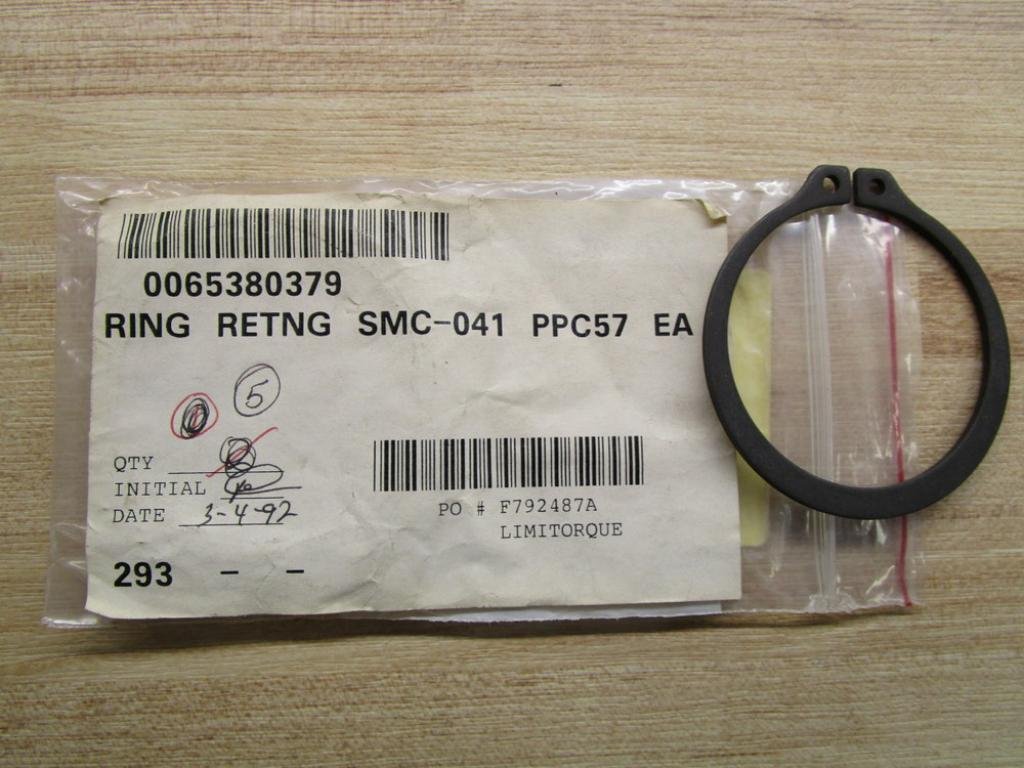 0065380379
RING RETNG SMC-041 PPC57 EA
5
QTY
INITIAL
DATE 3-4-92
PO # F792487A
LIMITORQUE
293 - -